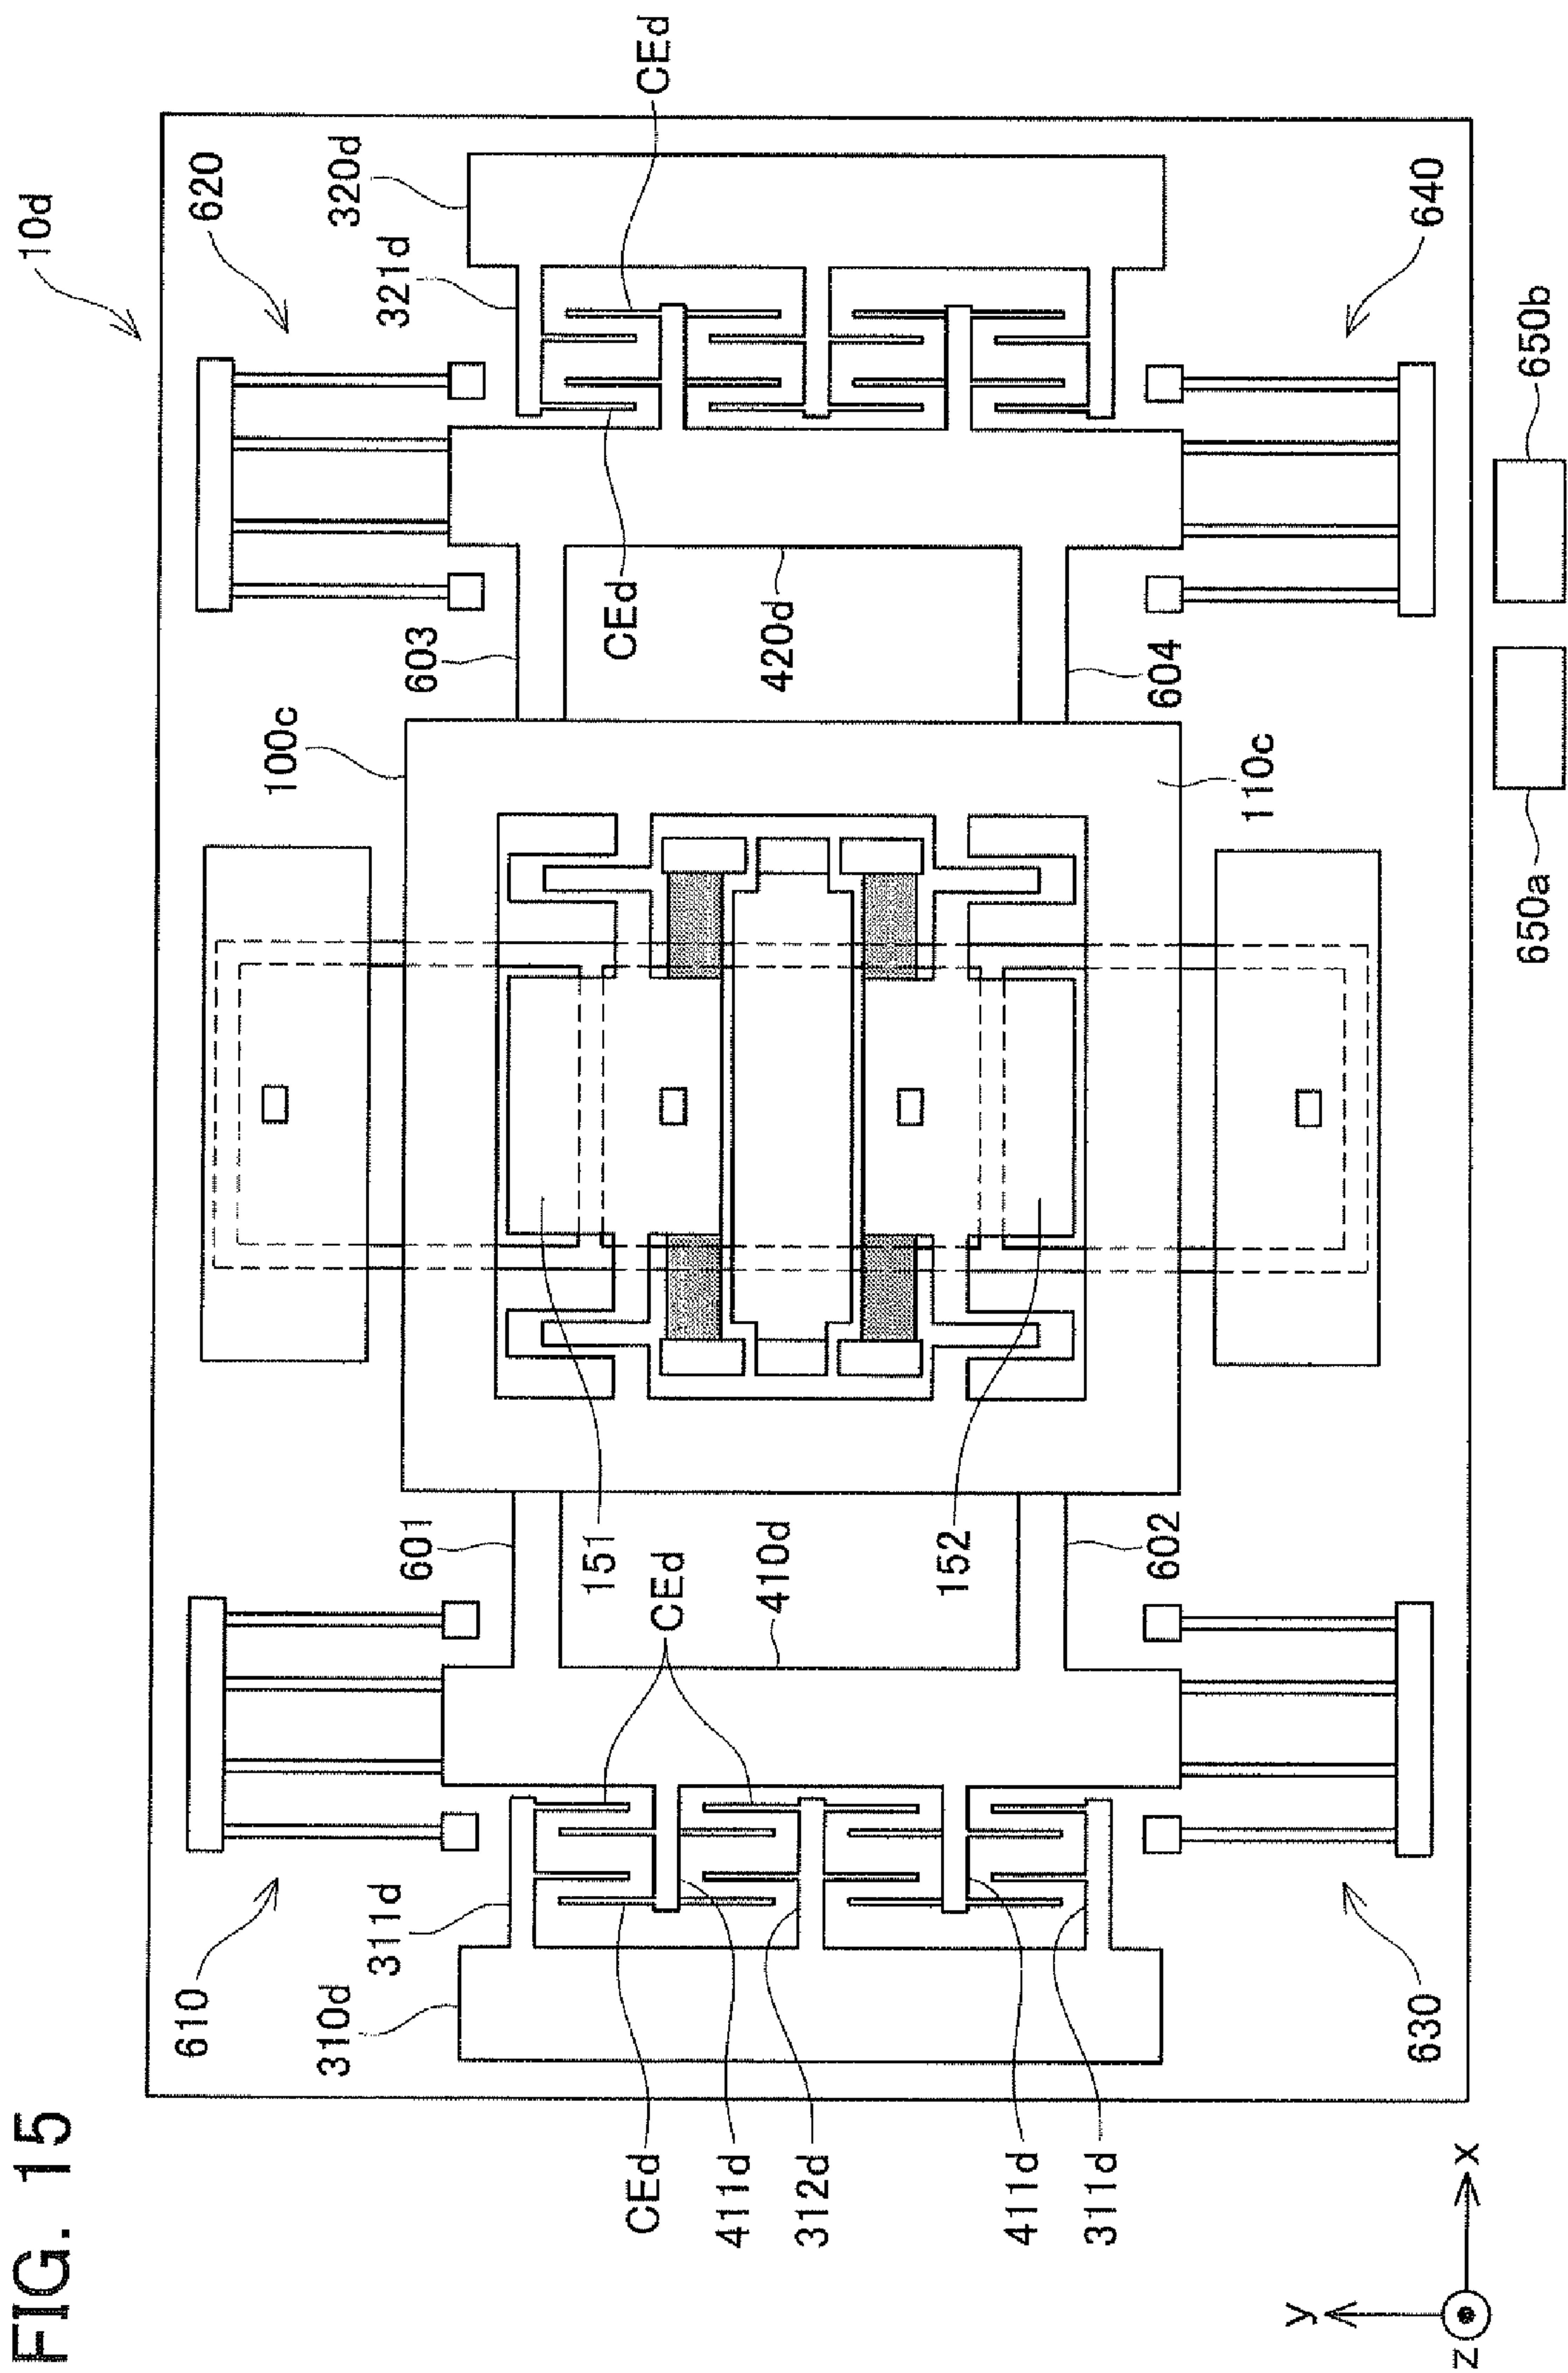 FIG. 15
10d
620
320d
CEd
321d
640
650b
CEd
603
420d
604
100c
110c
650a
601
151
CEd
410d
152
602
610
310d
311d
CEd
411d
312d
411d
311d
630
y
z
x